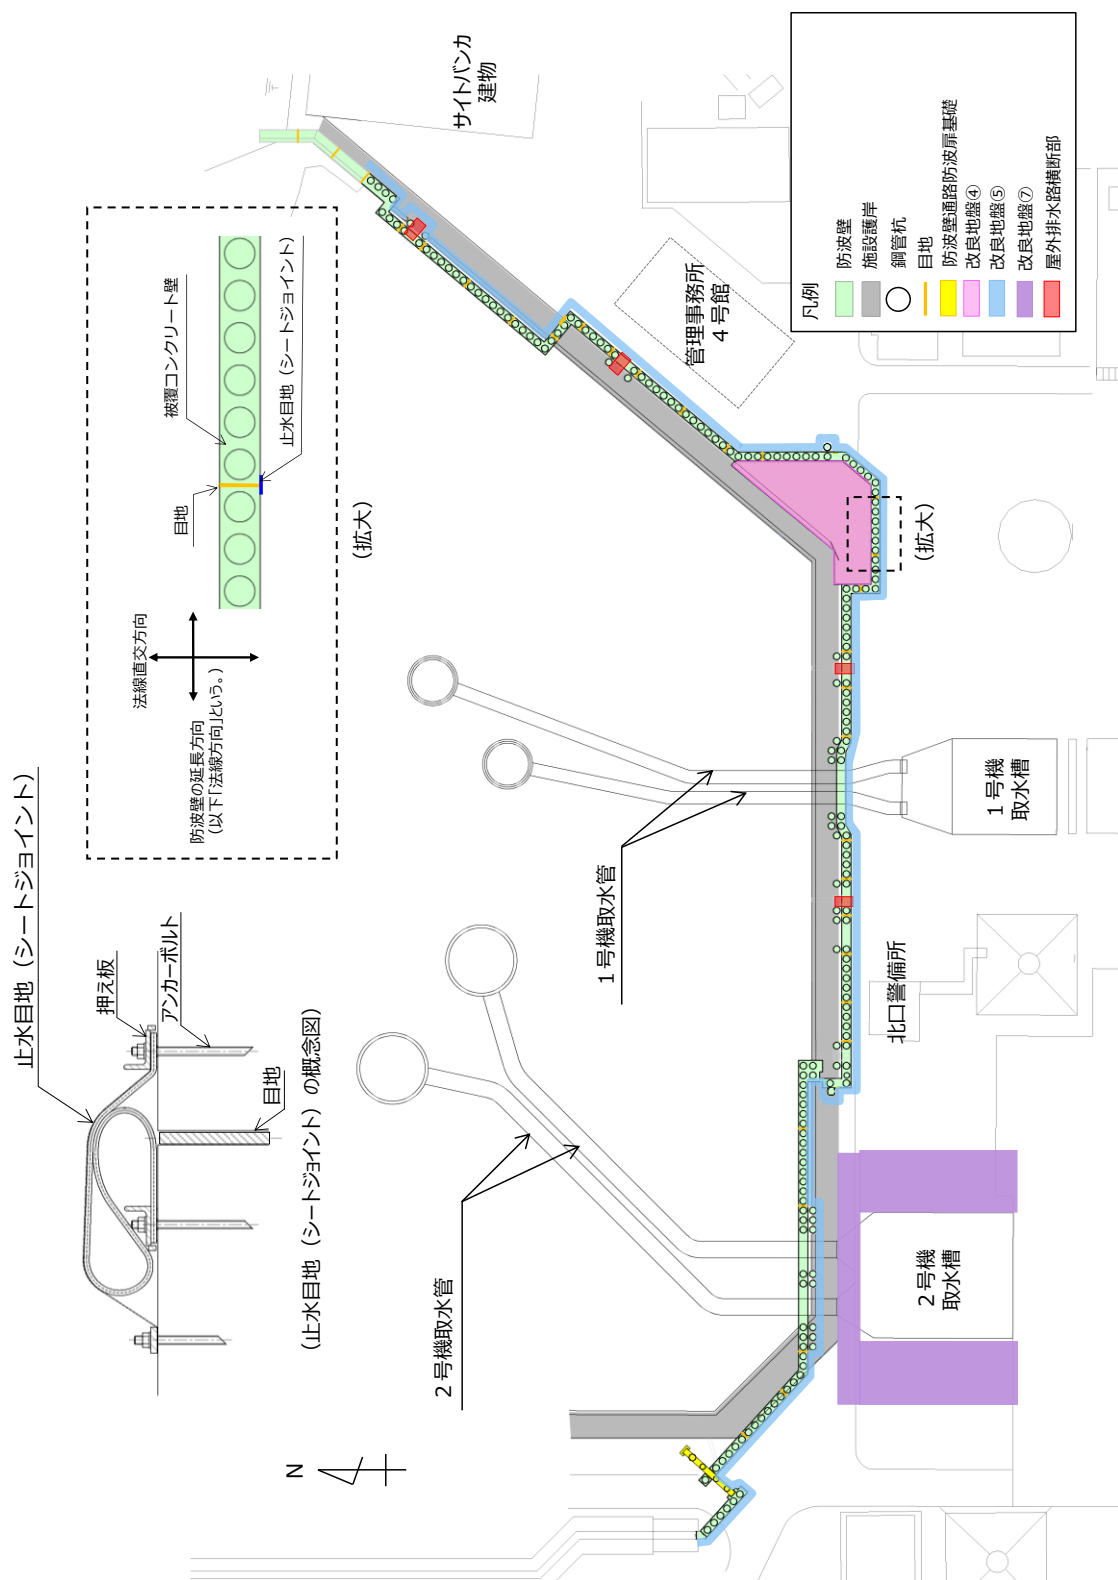 止水目地（シートジョイント）
押え板
アンカーボルト
目地
（止水目地（シートジョイント）の概念図）
法線直交方向
防波壁の延長方向
（以下「法線方向」という。）
目地
被覆コンクリート壁
止水目地（シートジョイント）
（拡大）
サイトバンカ
建物
管理事務所
４号館
（拡大）
１号機取水管
２号機取水管
１号機
取水槽
北口警備所
２号機
取水槽
N
凡例
防波壁
施設護岸
鋼管杭
目地
防波壁通路防波扉基礎
改良地盤④
改良地盤⑤
改良地盤⑦
屋外排水路横断部